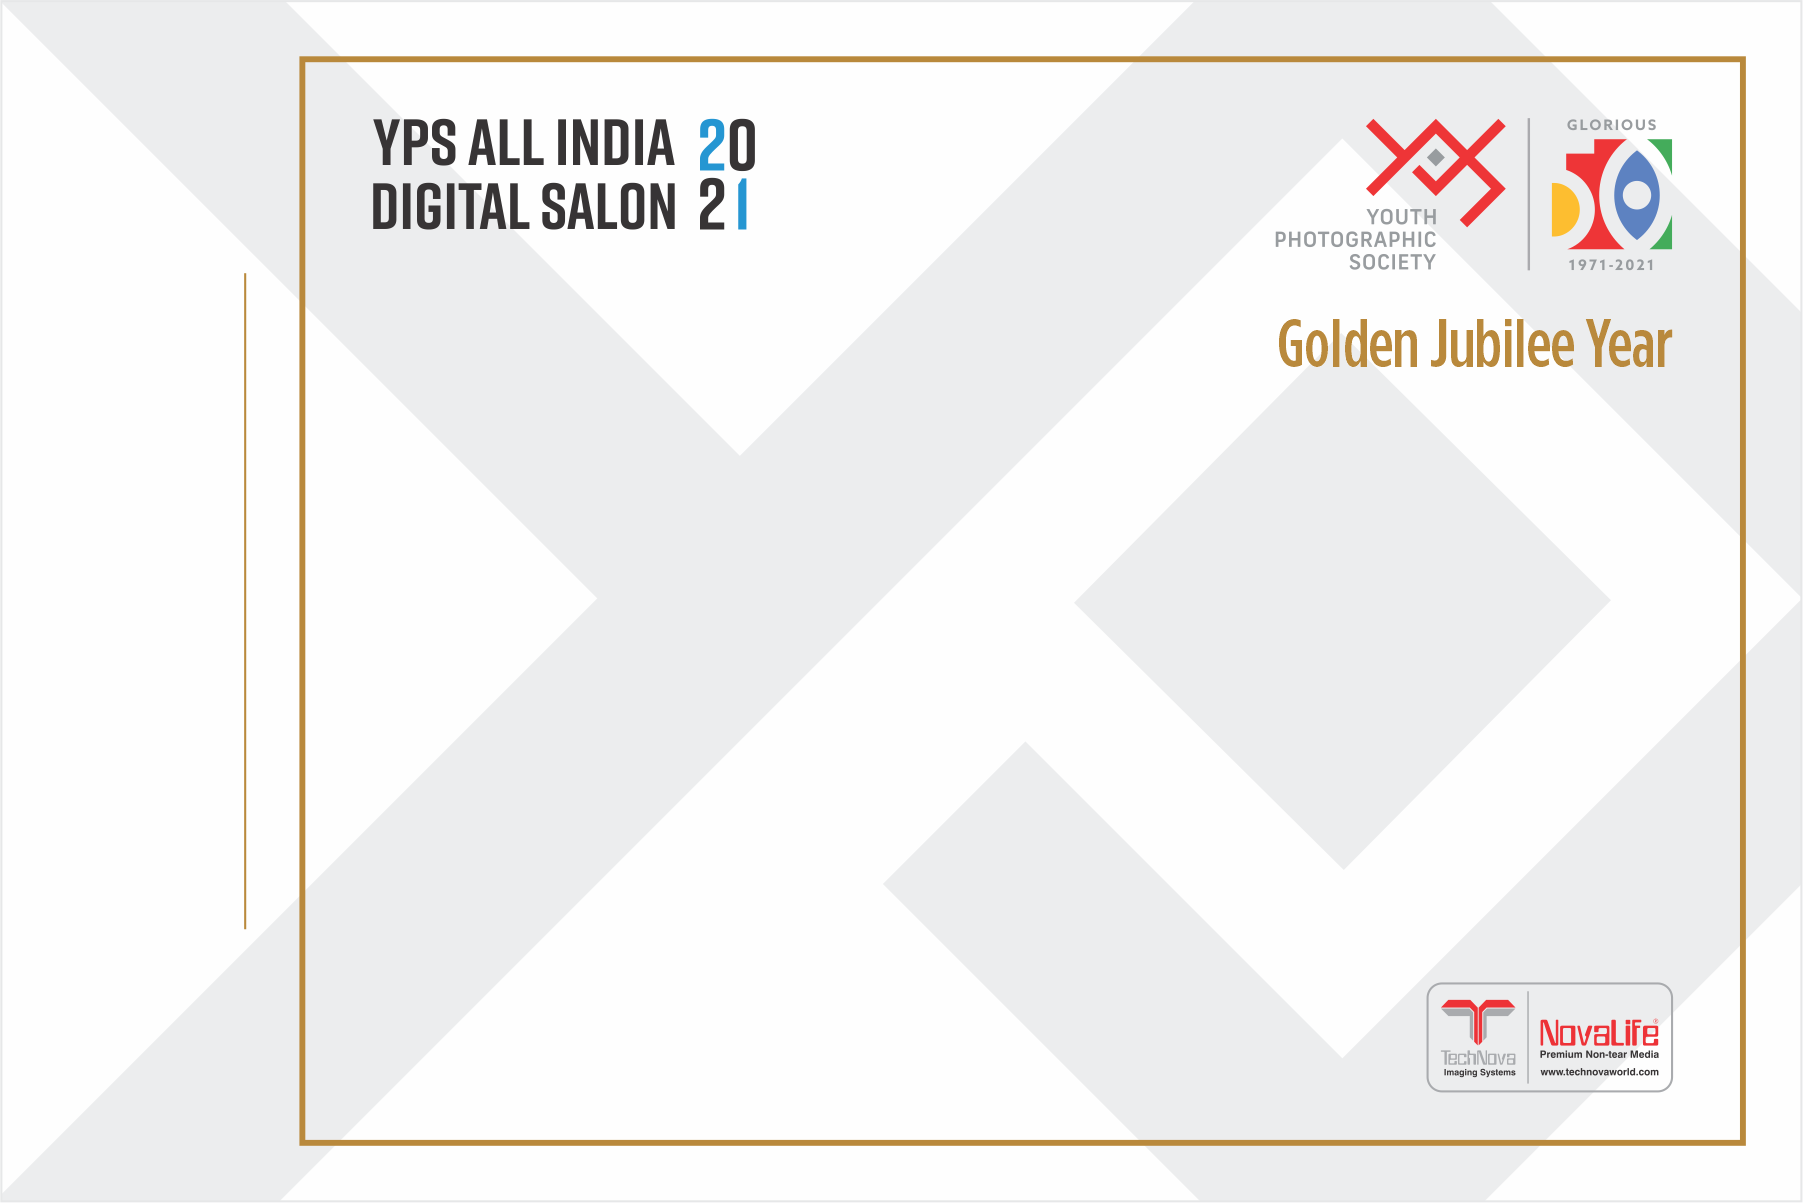 YPS ALL INDIA 20
DIGITAL SALON 21
YOUTH
PHOTOGRAPHIC
SOCIETY
GLORIOUS
50
1971-2021
Golden Jubilee Year
TechNova
Imaging Systems
NovaLife®
Premium Non-tear Media
www.technovaworld.com